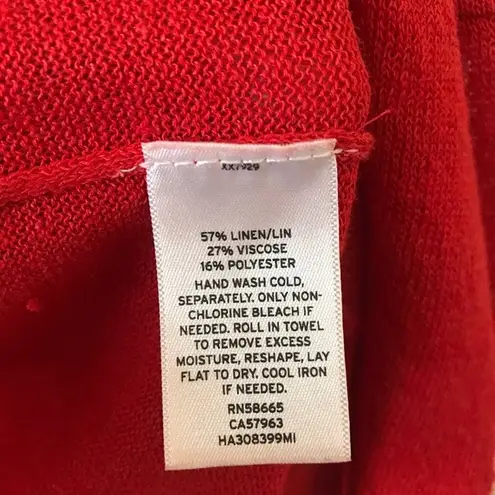 XX7929
57% LINEN/LIN
27% VISCOSE
16% POLYESTER
HAND WASH COLD,
SEPARATELY. ONLY NON-
CHLORINE BLEACH IF
NEEDED. ROLL IN TOWEL
TO REMOVE EXCESS
MOISTURE, RESHAPE, LAY
FLAT TO DRY. COOL IRON
IF NEEDED.
RN58665
CA57963
HA308399MI